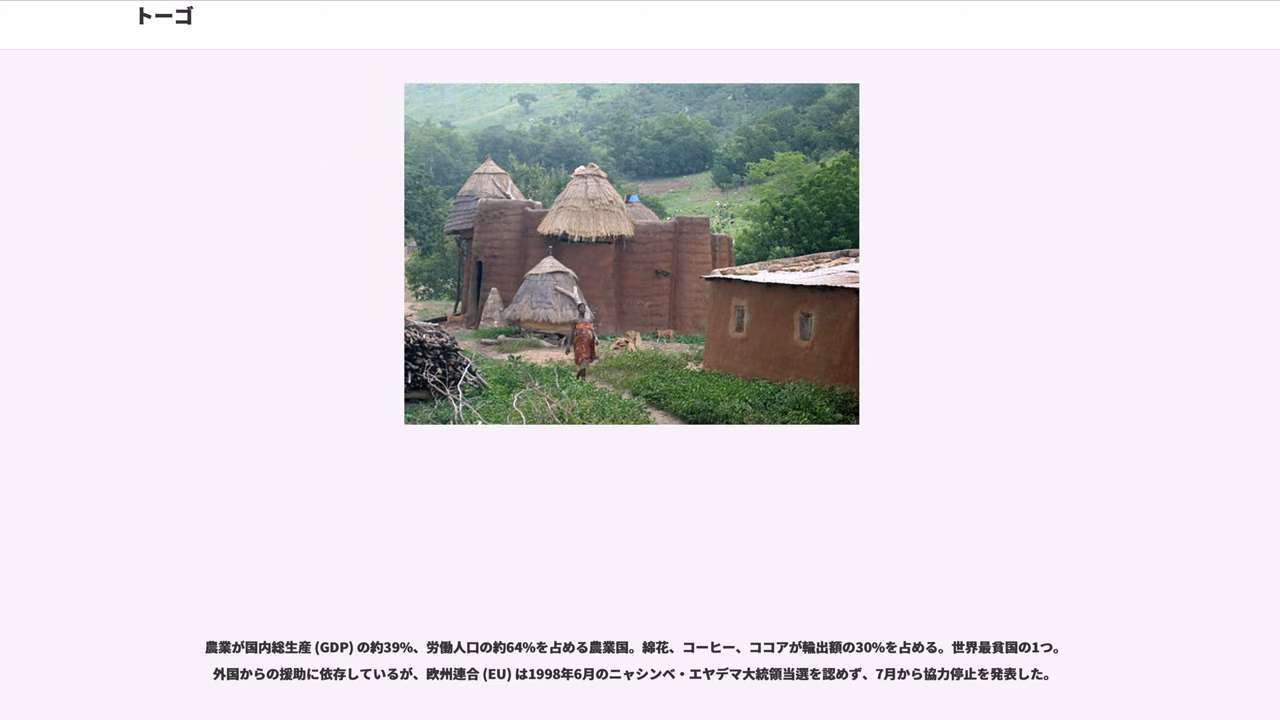 トーゴ
農業が国内総生産 (GDP) の約39%、労働人口の約64%を占める農業国。綿花、コーヒー、ココアが輸出額の30%を占める。世界最貧国の1つ。
外国からの援助に依存しているが、欧州連合 (EU) は1998年6月のニャシンベ・エヤデマ大統領当選を認めず、7月から協力停止を発表した。